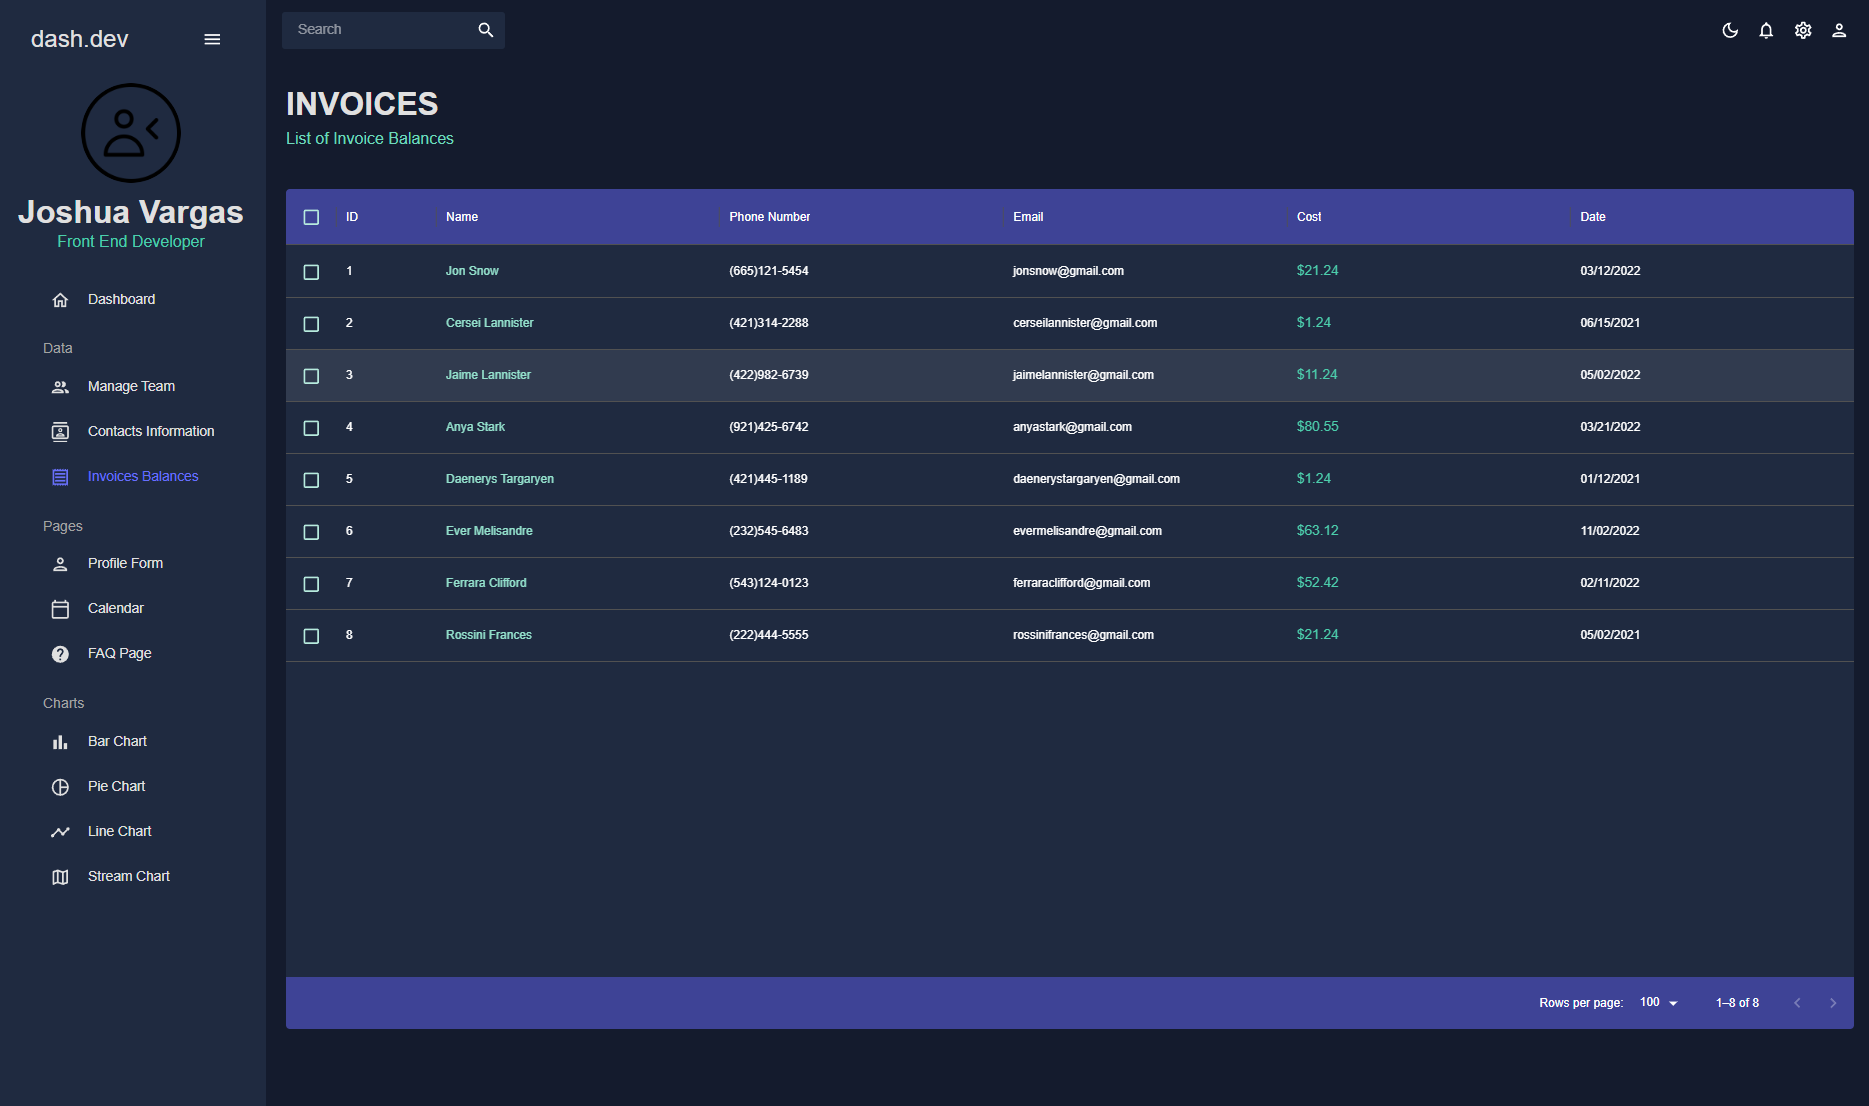 dash.dev
Joshua Vargas
Front End Developer
Dashboard
Data
Manage Team
Contacts Information
Invoices Balances
Pages
Profile Form
Calendar
FAQ Page
Charts
Bar Chart
Pie Chart
Line Chart
Stream Chart
Search
INVOICES
List of Invoice Balances
ID Name Phone Number Email Cost Date
1 Jon Snow (665)121-5454 jonsnow@gmail.com $21.24 03/12/2022
2 Cersei Lannister (421)314-2288 cerseilannister@gmail.com $1.24 06/15/2021
3 Jaime Lannister (422)982-6739 jaimelannister@gmail.com $11.24 05/02/2022
4 Anya Stark (921)425-6742 anyastark@gmail.com $80.55 03/21/2022
5 Daenerys Targaryen (421)445-1189 daenerystargaryen@gmail.com $1.24 01/12/2021
6 Ever Melisandre (232)545-6483 evermelisandre@gmail.com $63.12 11/02/2022
7 Ferrara Clifford (543)124-0123 ferraraclifford@gmail.com $52.42 02/11/2022
8 Rossini Frances (222)444-5555 rossinifrances@gmail.com $21.24 05/02/2021
Rows per page: 100 1–8 of 8